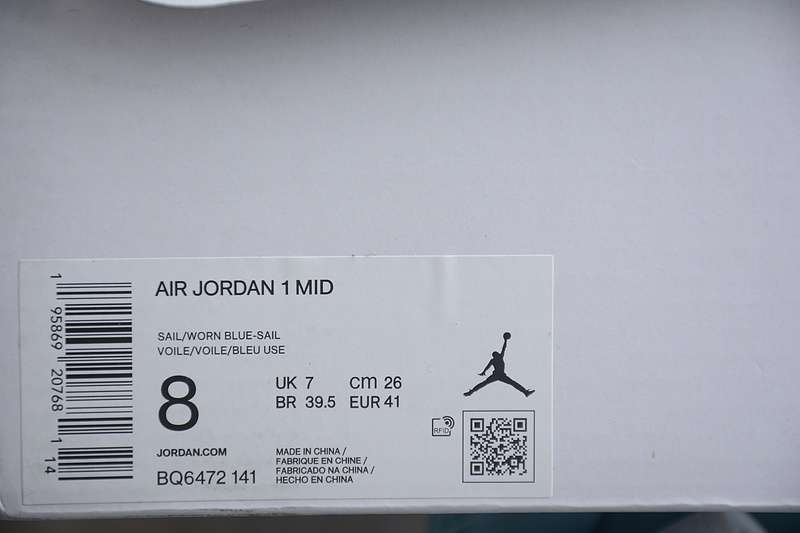 AIR JORDAN 1 MID
SAIL/WORN BLUE-SAIL
VOILE/VOILE/BLEU USE
8
UK 7 cm 26
BR 39.5 EUR 41
RFID
JORDAN.COM
BQ6472 141
MADE IN CHINA /
FABRIQUE EN CHINE /
FABRICADO NA CHINA /
HECHO EN CHINA
1 95869 20768 1 14